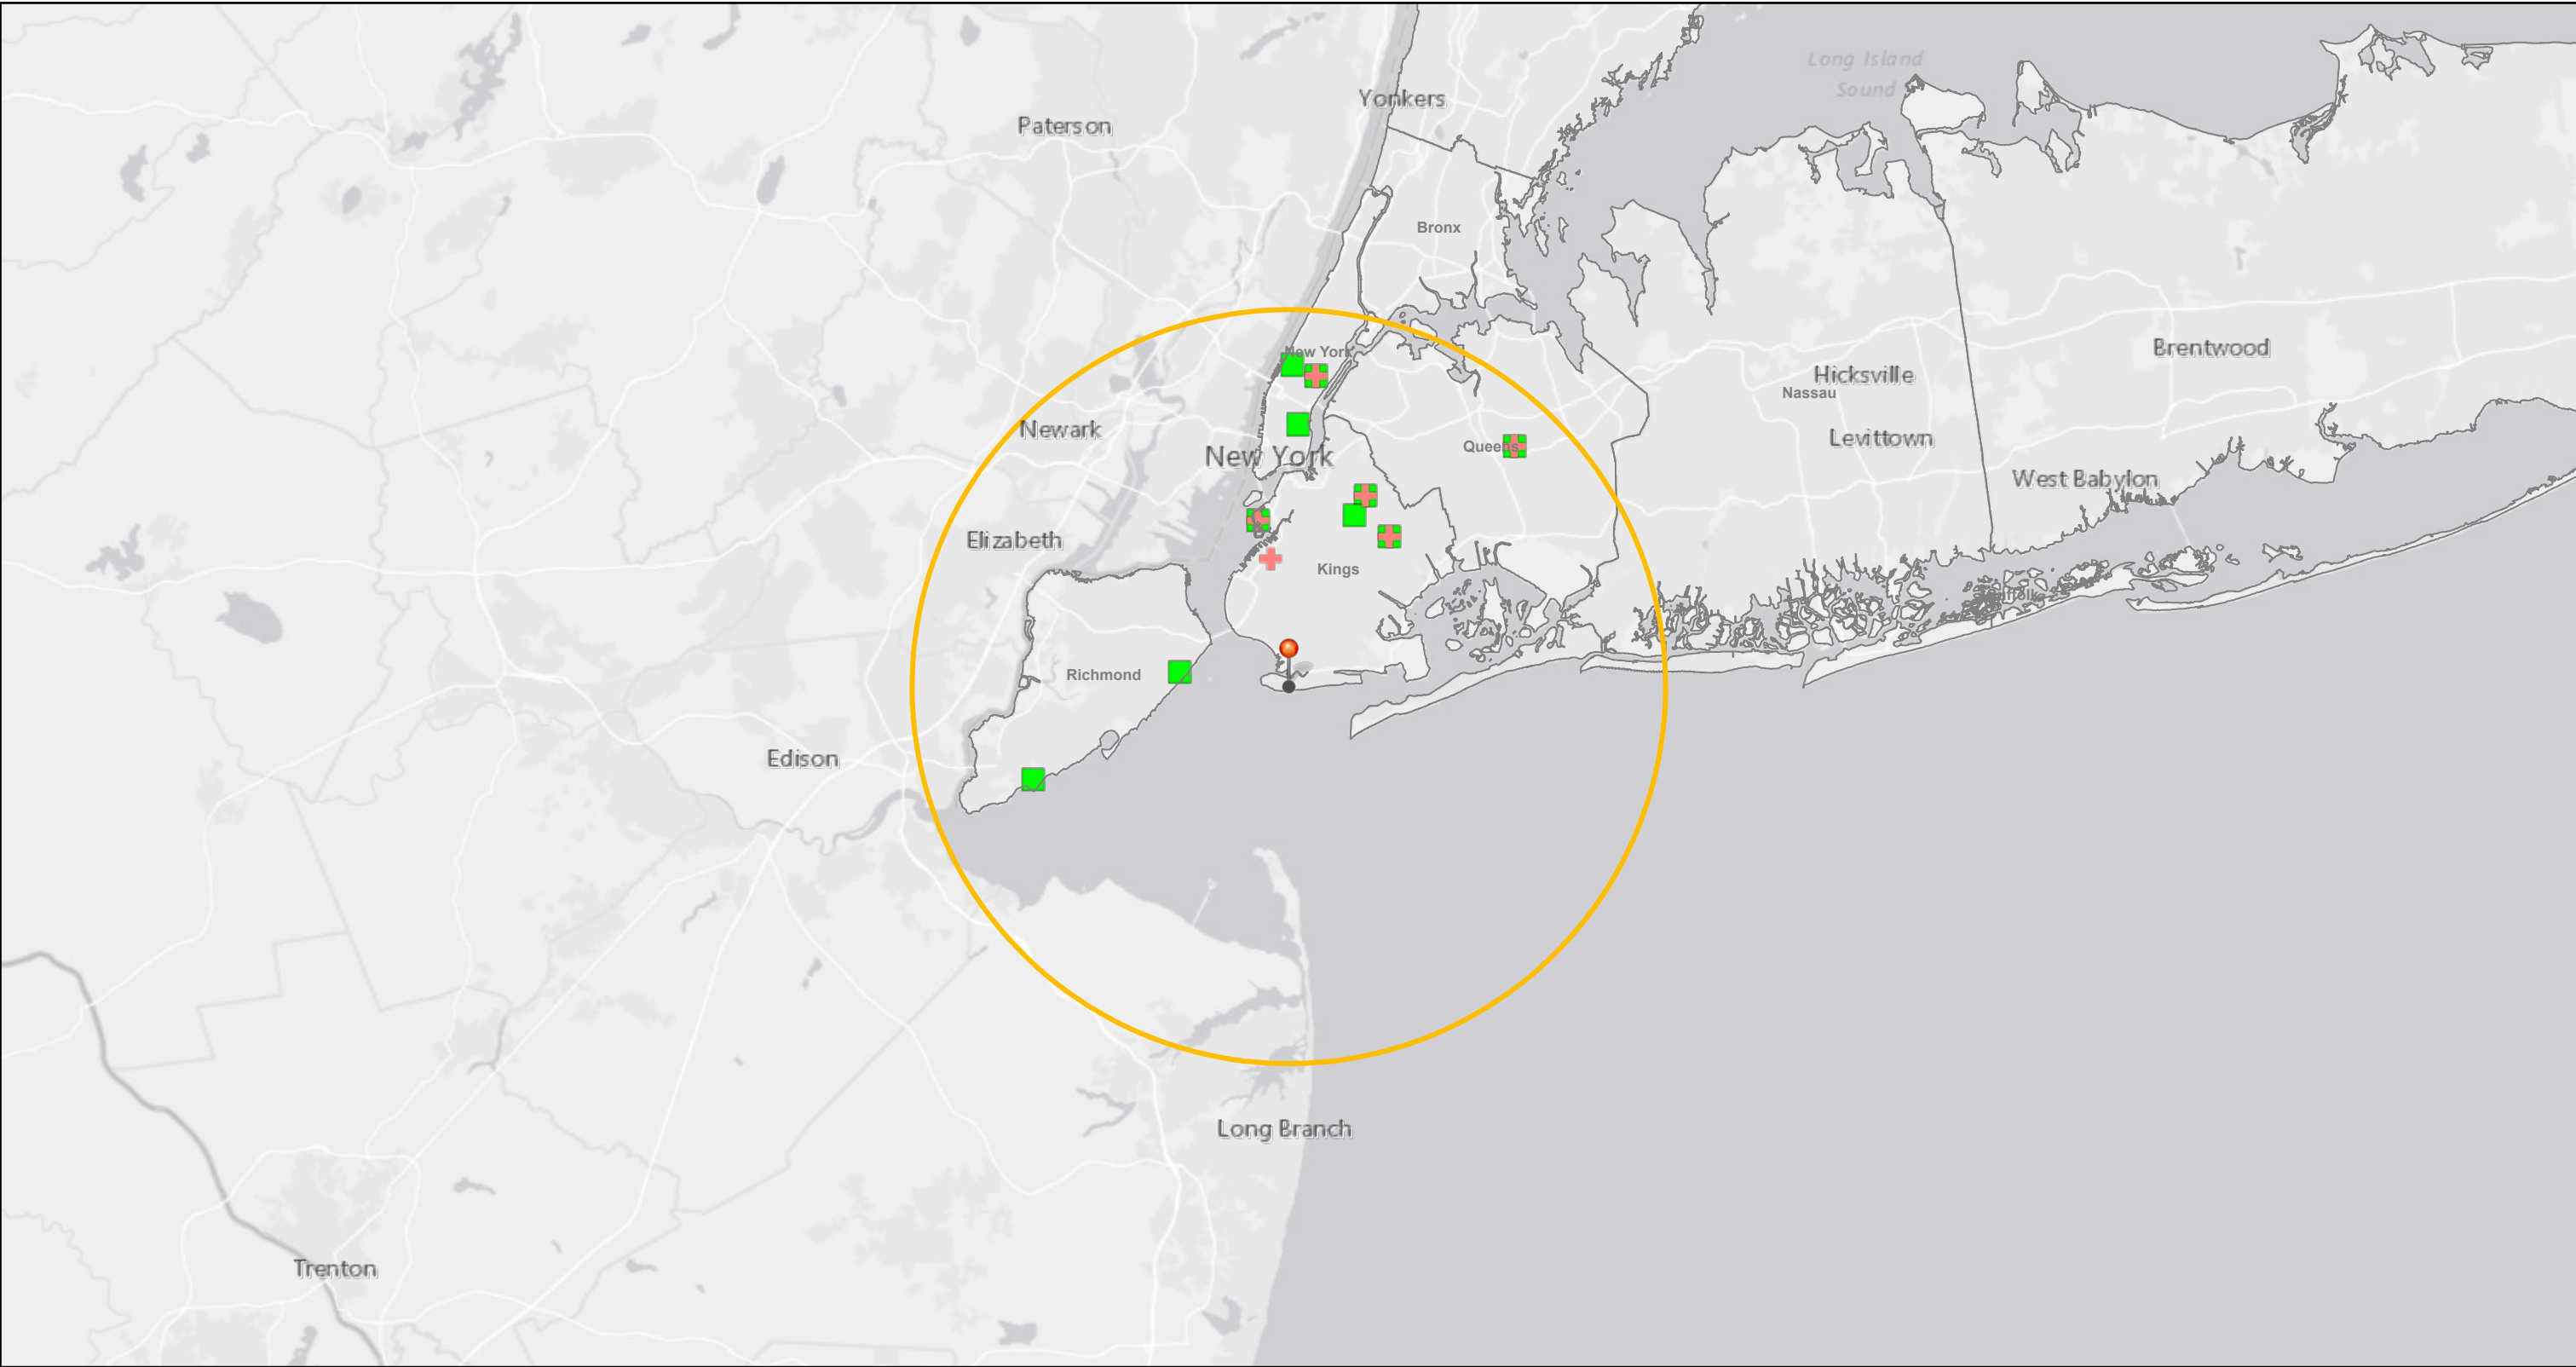 Long Island
Sound
Yonkers
Paterson
Bronx
New York
Brentwood
Hicksville
Nassau
Newark
Levittown
Queens
New York
West Babylon
Elizabeth
Kings
Richmond
Edison
Long Branch
Trenton